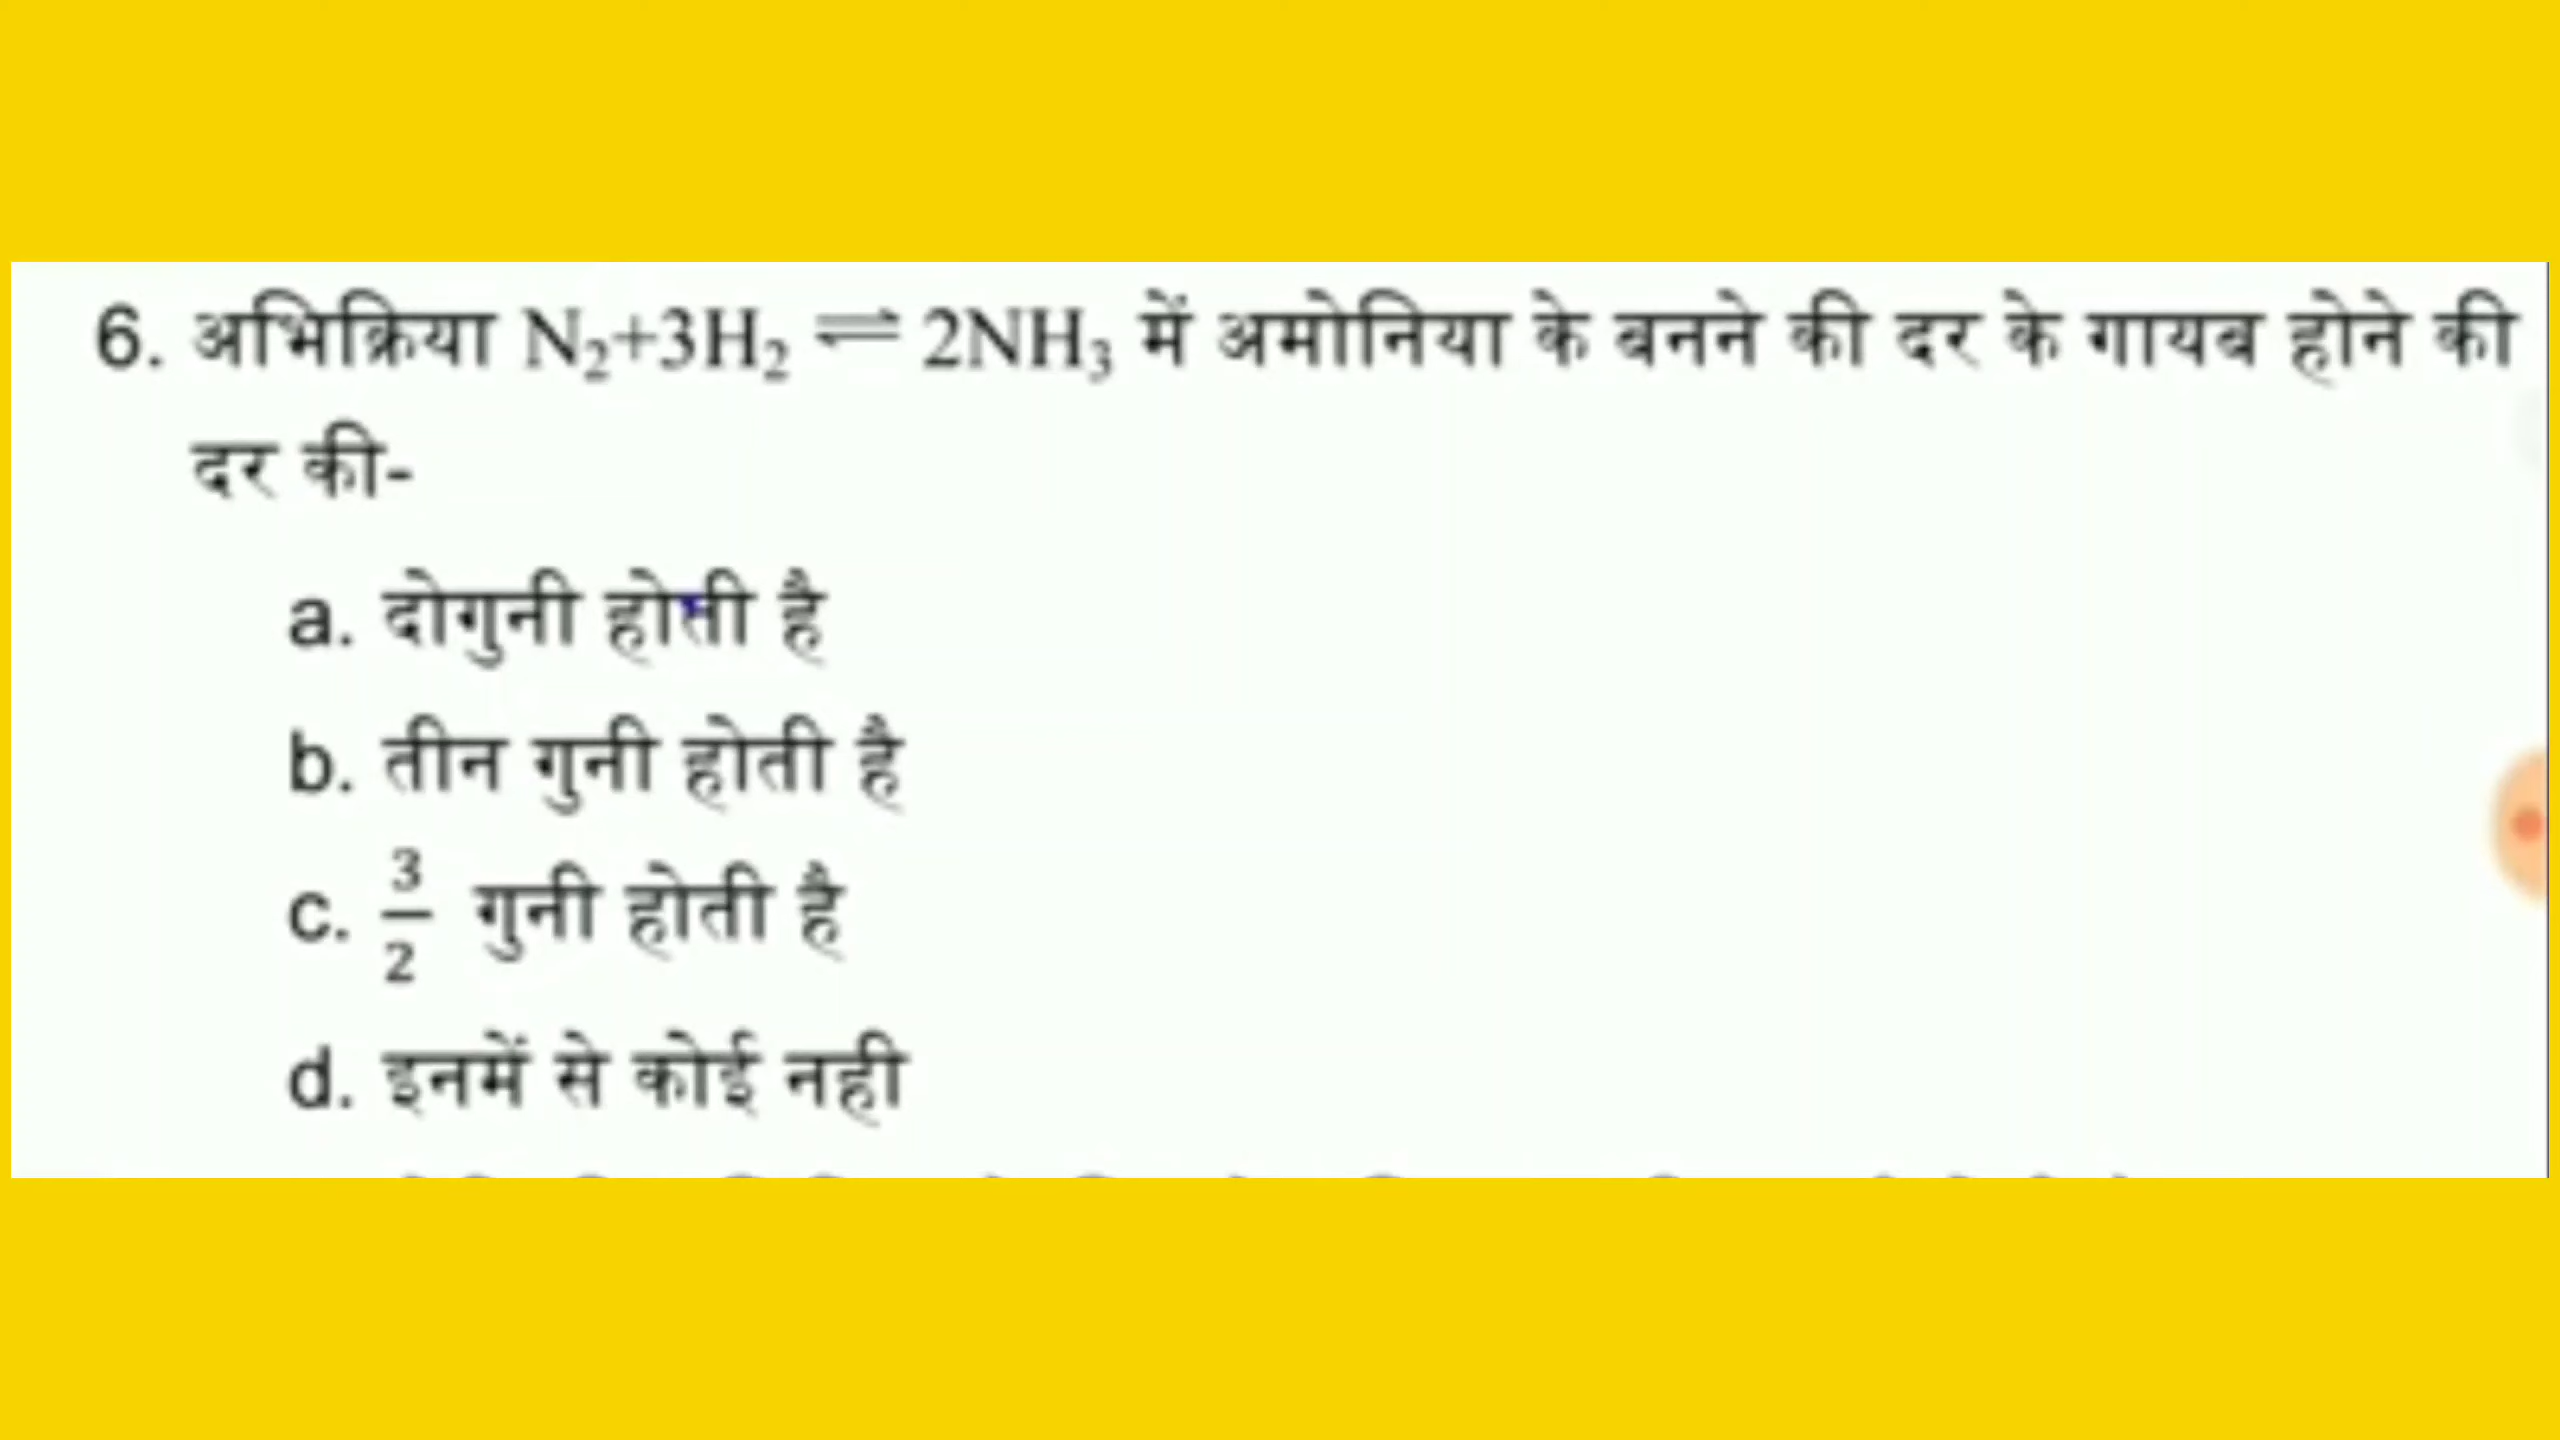 6. अभिक्रिया N₂+3H₂ ⇌ 2NH₃ में अमोनिया के बनने की दर के गायब होने की
दर की-
a. दोगुनी होती है
b. तीन गुनी होती है
c. 3/2 गुनी होती है
d. इनमें से कोई नही